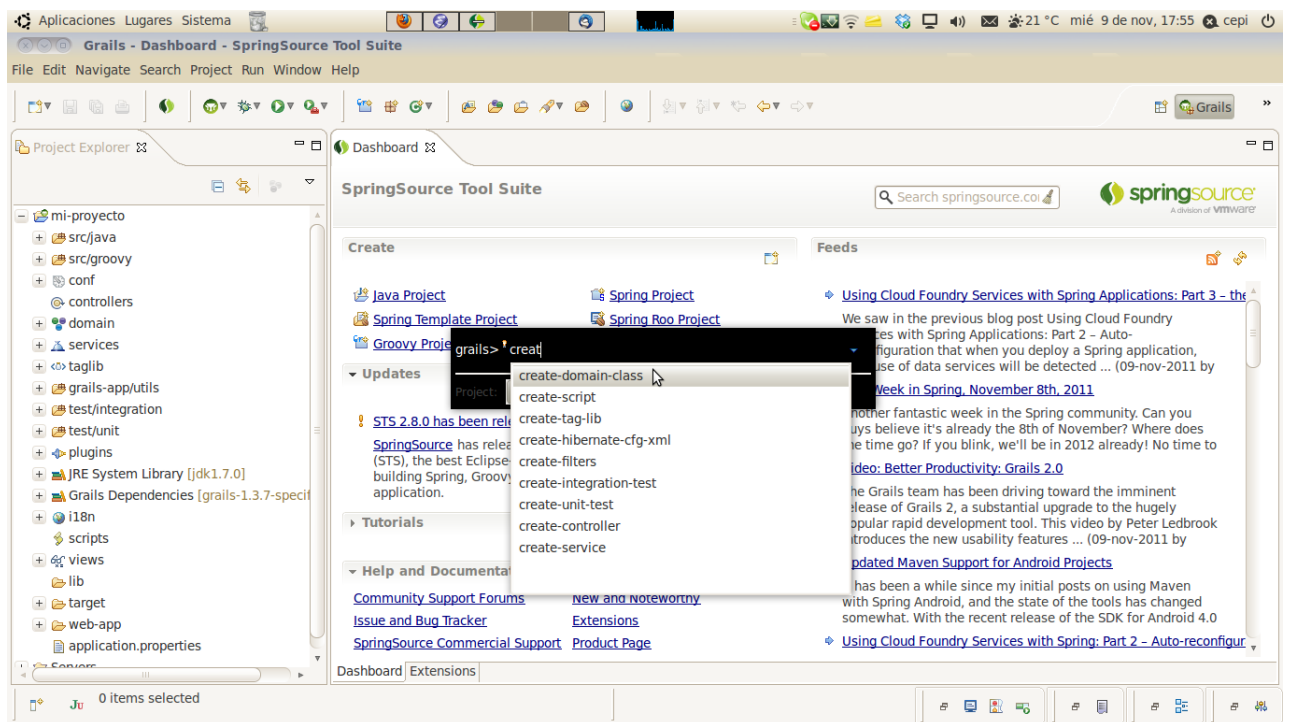 Aplicaciones Lugares Sistema
21 °C mié 9 de nov, 17:55 cepi
Grails - Dashboard - SpringSource Tool Suite
File Edit Navigate Search Project Run Window Help
Grails
»
Project Explorer
mi-proyecto
src/java
src/groovy
conf
controllers
domain
services
taglib
grails-app/utils
test/integration
test/unit
plugins
JRE System Library [jdk1.7.0]
Grails Dependencies [grails-1.3.7-specif
i18n
scripts
views
lib
target
web-app
application.properties
Servers
Dashboard
SpringSource Tool Suite
Search springsource.co
springsource
A division of vmware
Create
Java Project
Spring Project
Spring Template Project
Spring Roo Project
Groovy Proje
grails> creat
Project:
create-domain-class
create-script
create-tag-lib
create-hibernate-cfg-xml
create-filters
create-integration-test
create-unit-test
create-controller
create-service
Updates
STS 2.8.0 has been rele
SpringSource has relea
(STS), the best Eclipse-
building Spring, Groovy
application.
Tutorials
Help and Documentat
Community Support Forums
New and Noteworthy
Issue and Bug Tracker
Extensions
SpringSource Commercial Support
Product Page
Feeds
Using Cloud Foundry Services with Spring Applications: Part 3 – the
We saw in the previous blog post Using Cloud Foundry
ces with Spring Applications: Part 2 – Auto-
figuration that when you deploy a Spring application,
use of data services will be detected ... (09-nov-2011 by
Week in Spring, November 8th, 2011
nother fantastic week in the Spring community. Can you
uys believe it's already the 8th of November? Where does
he time go? If you blink, we'll be in 2012 already! No time to
ideo: Better Productivity: Grails 2.0
he Grails team has been driving toward the imminent
elease of Grails 2, a substantial upgrade to the hugely
opular rapid development tool. This video by Peter Ledbrook
ntroduces the new usability features ... (09-nov-2011 by
pdated Maven Support for Android Projects
has been a while since my initial posts on using Maven
with Spring Android, and the state of the tools has changed
somewhat. With the recent release of the SDK for Android 4.0
Using Cloud Foundry Services with Spring: Part 2 – Auto-reconfigur
Dashboard Extensions
Ju 0 items selected